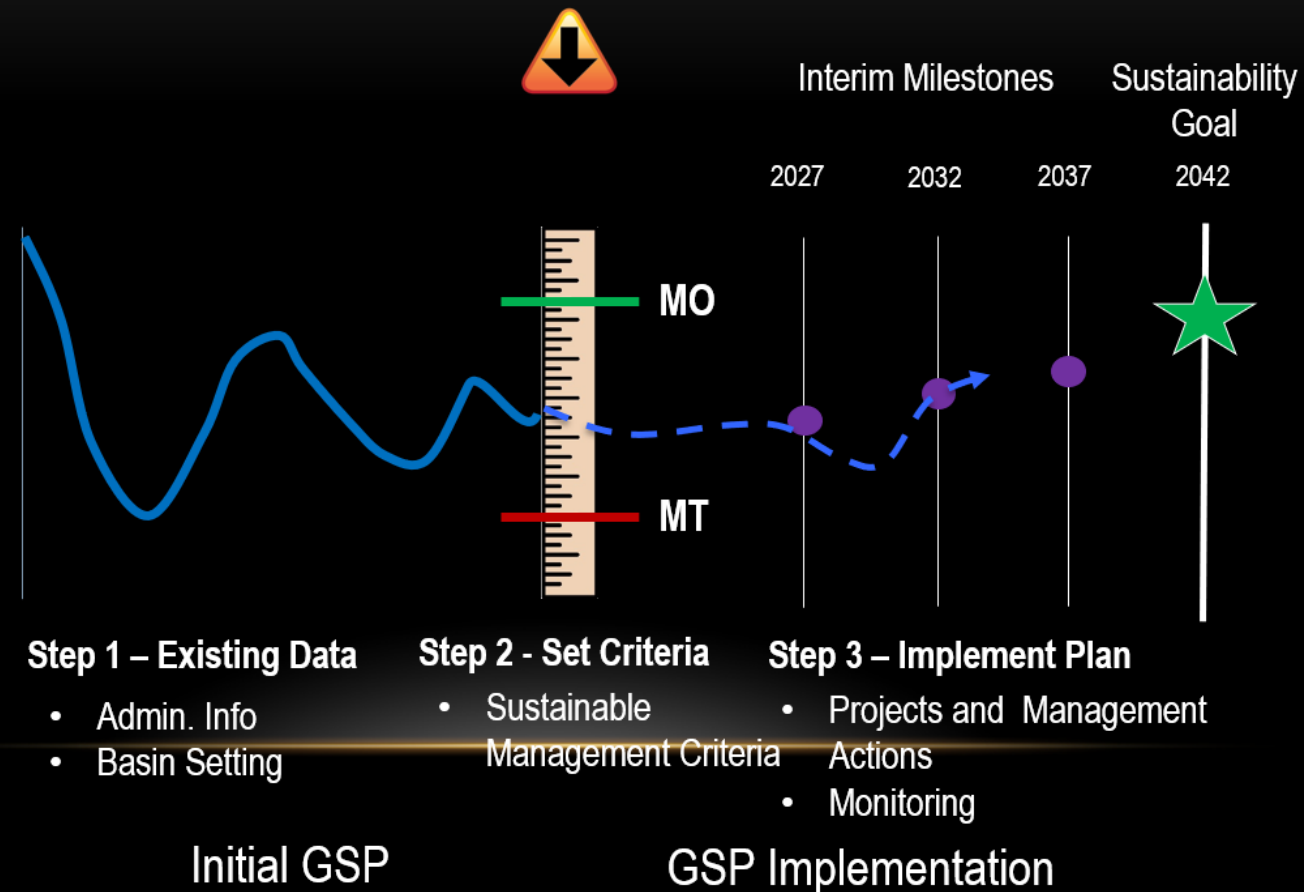 Interim Milestones
Sustainability
Goal
2027
2032
2037
2042
MO
MT
Step 1 – Existing Data
• Admin. Info
• Basin Setting
Step 2 - Set Criteria
• Sustainable
Management Criteria
Step 3 – Implement Plan
• Projects and Management
Actions
• Monitoring
Initial GSP
GSP Implementation